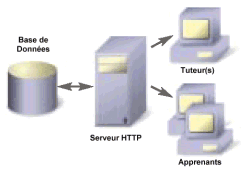 Base de
Données
Tuteur(s)
Serveur HTTP
Apprenants